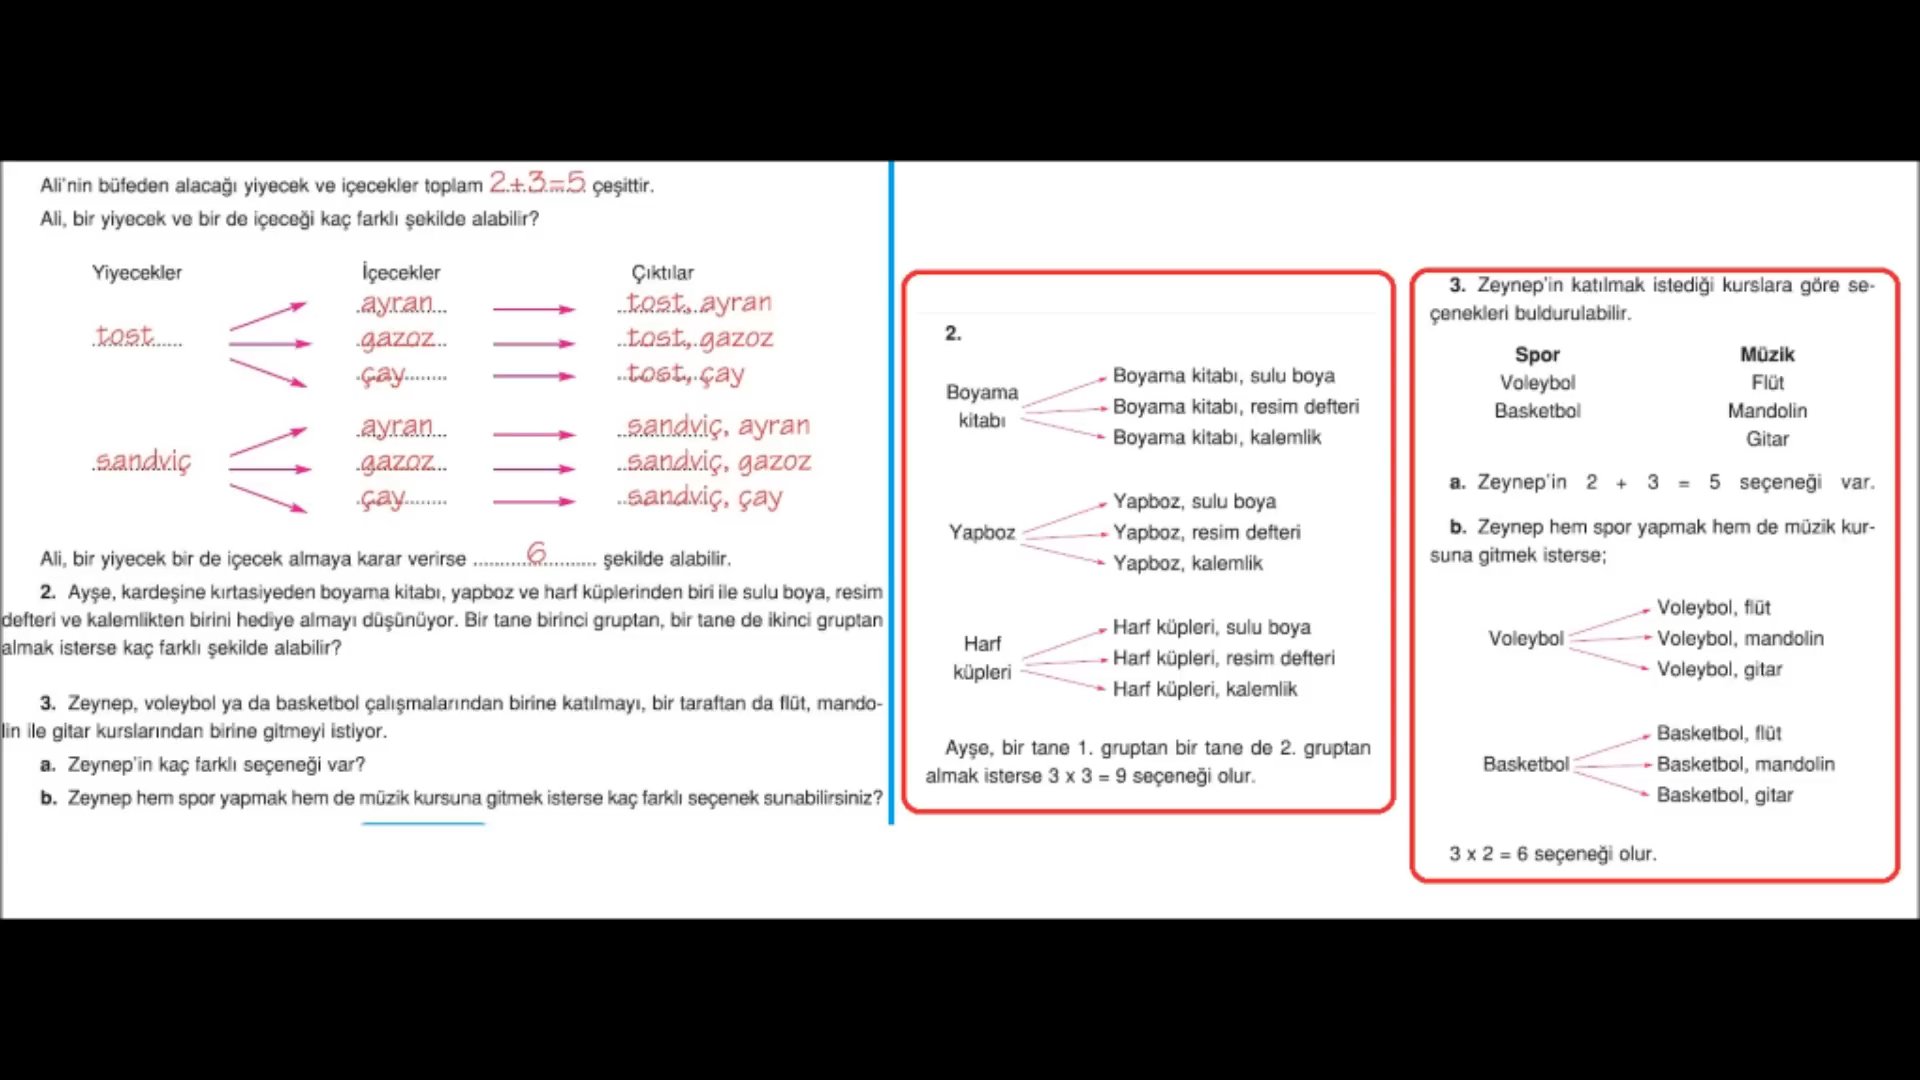 Ali'nin büfeden alacağı yiyecek ve içecekler toplam 2+3=5 çeşittir.
Ali, bir yiyecek ve bir de içeceği kaç farklı şekilde alabilir?
Yiyecekler İçecekler Çıktılar
ayran tost, ayran
tost gazoz tost, gazoz
çay tost, çay
ayran sandviç, ayran
sandviç gazoz sandviç, gazoz
çay sandviç, çay
Ali, bir yiyecek bir de içecek almaya karar verirse ........6......... şekilde alabilir.
2. Ayşe, kardeşine kırtasiyeden boyama kitabı, yapboz ve harf küplerinden biri ile sulu boya, resim
defteri ve kalemlikten birini hediye almayı düşünüyor. Bir tane birinci gruptan, bir tane de ikinci gruptan
almak isterse kaç farklı şekilde alabilir?
3. Zeynep, voleybol ya da basketbol çalışmalarından birine katılmayı, bir taraftan da flüt, mando-
lin ile gitar kurslarından birine gitmeyi istiyor.
a. Zeynep'in kaç farklı seçeneği var?
b. Zeynep hem spor yapmak hem de müzik kursuna gitmek isterse kaç farklı seçenek sunabilirsiniz?
2.
Boyama kitabı
Boyama kitabı, sulu boya
Boyama kitabı, resim defteri
Boyama kitabı, kalemlik
Yapboz
Yapboz, sulu boya
Yapboz, resim defteri
Yapboz, kalemlik
Harf küpleri
Harf küpleri, sulu boya
Harf küpleri, resim defteri
Harf küpleri, kalemlik
Ayşe, bir tane 1. gruptan bir tane de 2. gruptan
almak isterse 3 x 3 = 9 seçeneği olur.
3. Zeynep'in katılmak istediği kurslara göre se-
çenekleri buldurulabilir.
Spor Müzik
Voleybol Flüt
Basketbol Mandolin
Gitar
a. Zeynep'in 2 + 3 = 5 seçeneği var.
b. Zeynep hem spor yapmak hem de müzik kur-
suna gitmek isterse;
Voleybol
Voleybol, flüt
Voleybol, mandolin
Voleybol, gitar
Basketbol
Basketbol, flüt
Basketbol, mandolin
Basketbol, gitar
3 x 2 = 6 seçeneği olur.